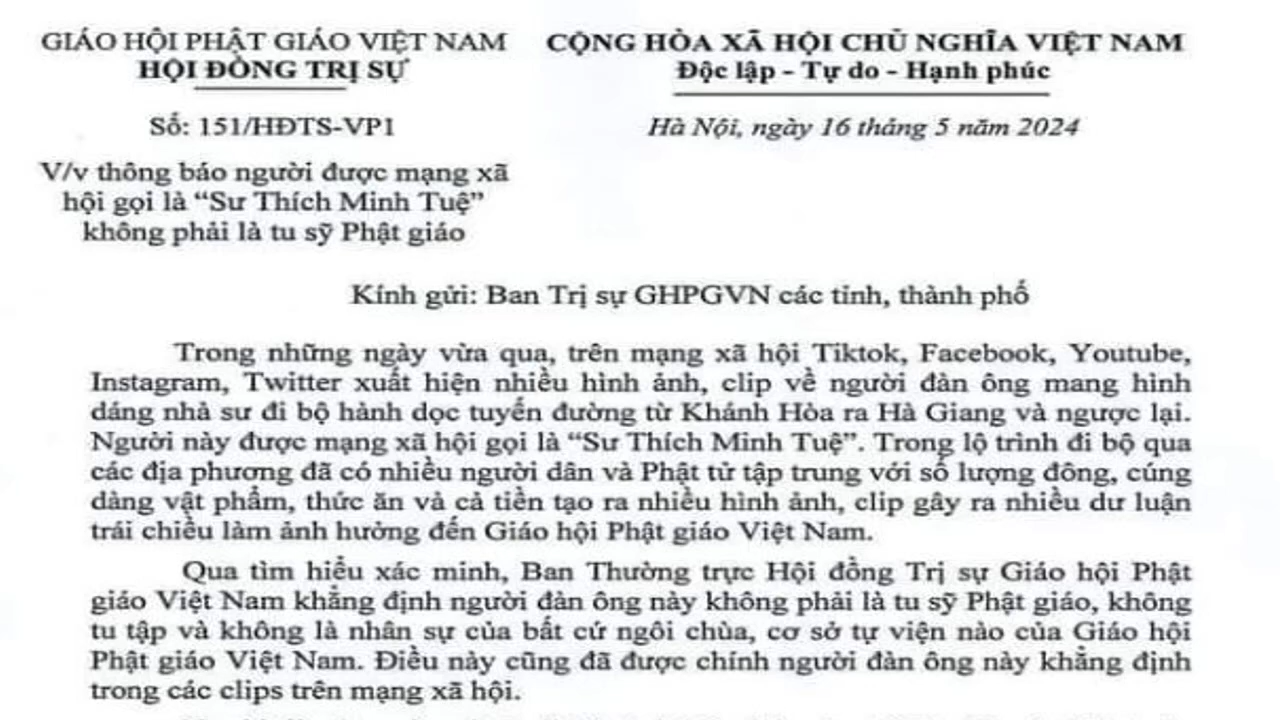 GIÁO HỘI PHẬT GIÁO VIỆT NAM
HỘI ĐỒNG TRỊ SỰ
CỘNG HÒA XÃ HỘI CHỦ NGHĨA VIỆT NAM
Độc lập - Tự do - Hạnh phúc
Số: 151/HĐTS-VP1
Hà Nội, ngày 16 tháng 5 năm 2024
V/v thông báo người được mạng xã
hội gọi là “Sư Thích Minh Tuệ”
không phải là tu sỹ Phật giáo
Kính gửi: Ban Trị sự GHPGVN các tỉnh, thành phố
Trong những ngày vừa qua, trên mạng xã hội Tiktok, Facebook, Youtube,
Instagram, Twitter xuất hiện nhiều hình ảnh, clip về người đàn ông mang hình
dáng nhà sư đi bộ hành dọc tuyến đường từ Khánh Hòa ra Hà Giang và ngược lại.
Người này được mạng xã hội gọi là “Sư Thích Minh Tuệ”. Trong lộ trình đi bộ qua
các địa phương đã có nhiều người dân và Phật tử tập trung với số lượng đông, cúng
dàng vật phẩm, thức ăn và cả tiền tạo ra nhiều hình ảnh, clip gây ra nhiều dư luận
trái chiều làm ảnh hưởng đến Giáo hội Phật giáo Việt Nam.
Qua tìm hiểu xác minh, Ban Thường trực Hội đồng Trị sự Giáo hội Phật
giáo Việt Nam khẳng định người đàn ông này không phải là tu sỹ Phật giáo, không
tu tập và không là nhân sự của bất cứ ngôi chùa, cơ sở tự viện nào của Giáo hội
Phật giáo Việt Nam. Điều này cũng đã được chính người đàn ông này khẳng định
trong các clips trên mạng xã hội.